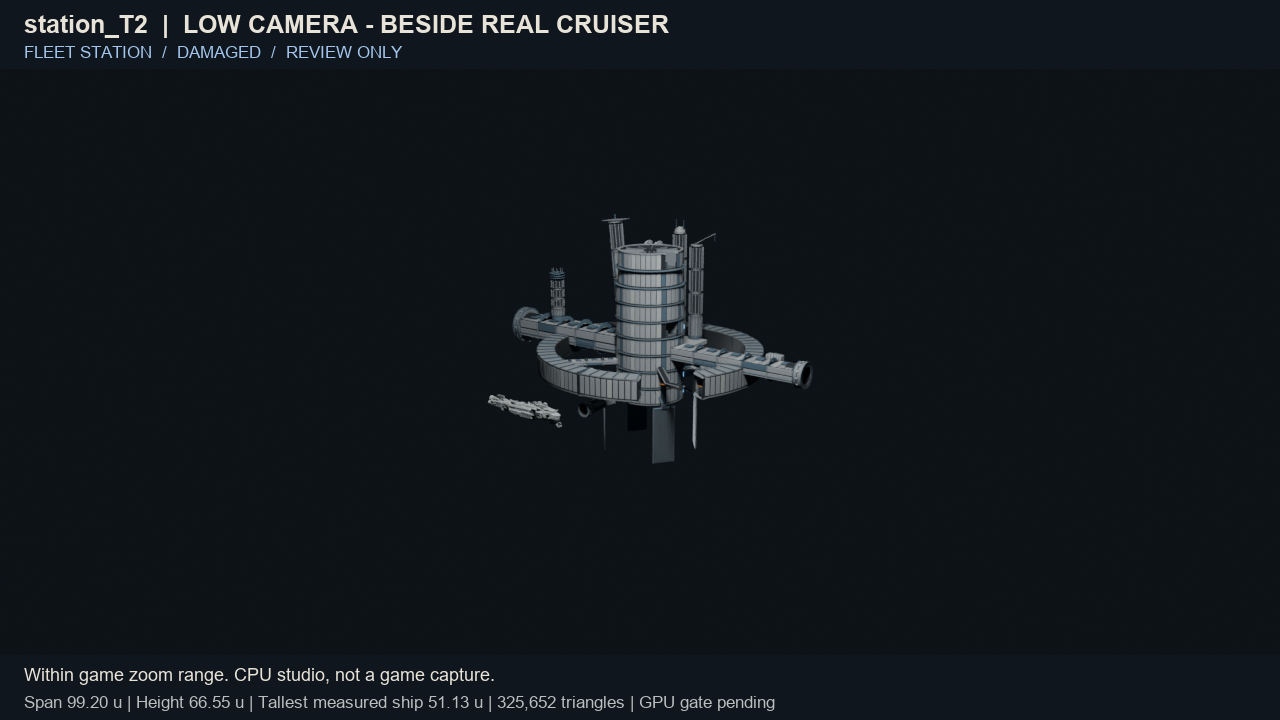 station_T2 | LOW CAMERA - BESIDE REAL CRUISER
FLEET STATION / DAMAGED / REVIEW ONLY
Within game zoom range. CPU studio, not a game capture.
Span 99.20 u | Height 66.55 u | Tallest measured ship 51.13 u | 325,652 triangles | GPU gate pending